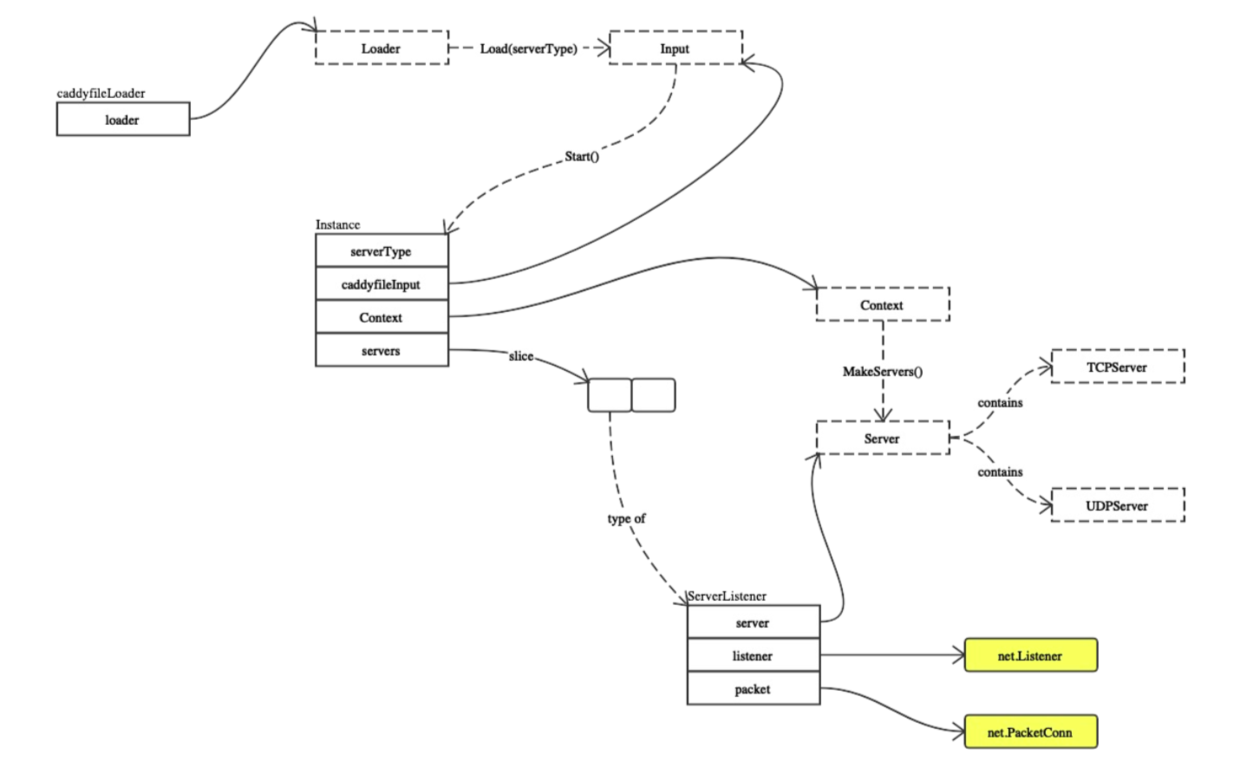 Loader
Load(serverType)
Input
caddyfileLoader
loader
Start()
Instance
serverType
caddyfileInput
Context
servers
slice
Context
MakeServers()
TCPServer
contains
Server
contains
UDPServer
type of
ServerListener
server
listener
packet
net.Listener
net.PacketConn